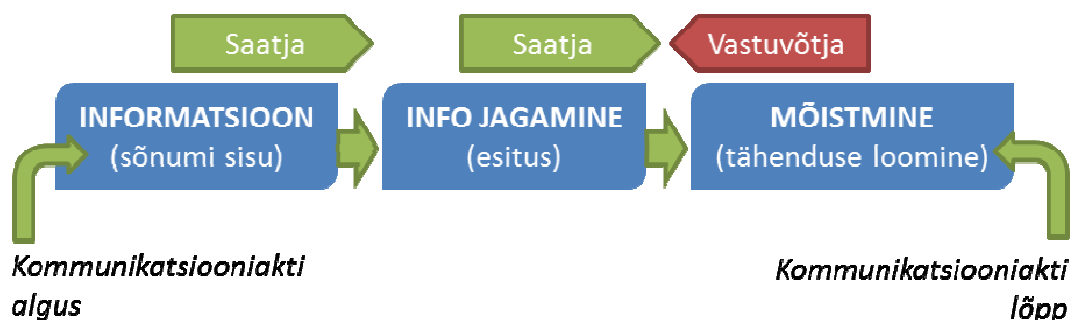 Saatja
Saatja
Vastuvõtja
INFORMATSIOON
(sõnumi sisu)
INFO JAGAMINE
(esitus)
MÕISTMINE
(tähenduse loomine)
Kommunikatsiooniakti
algus
Kommunikatsiooniakti
lõpp